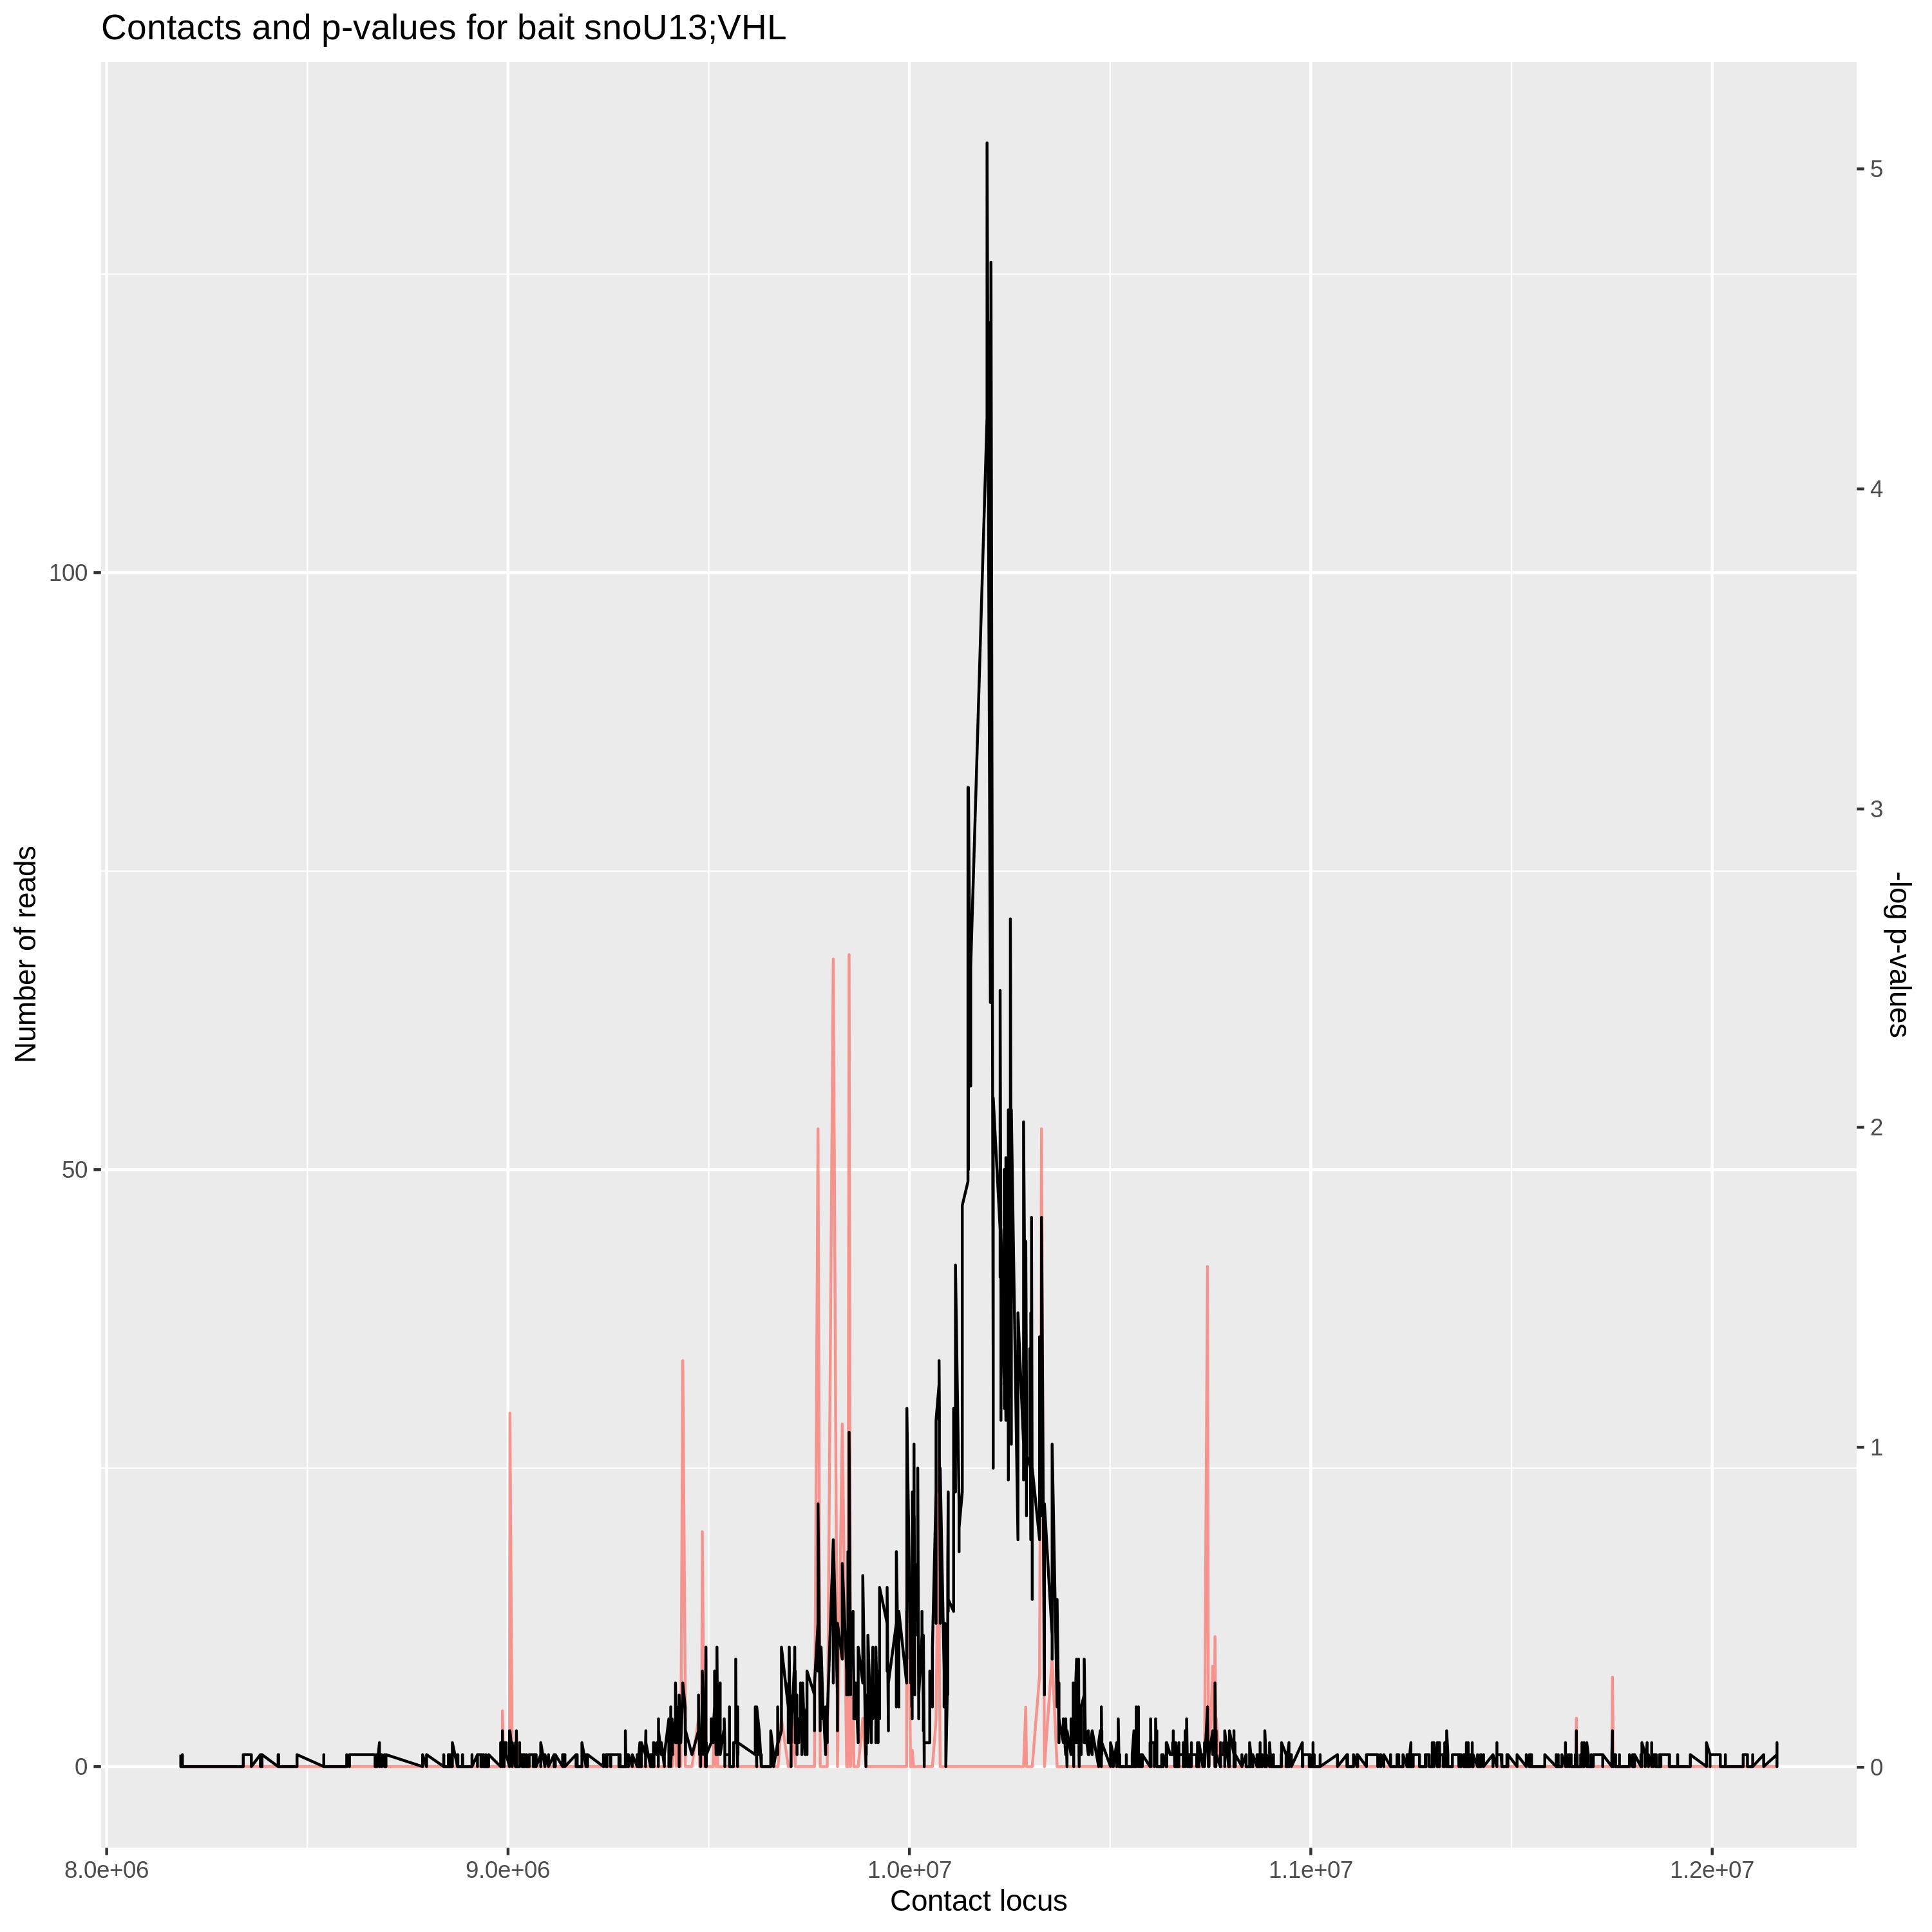 Contacts and p-values for bait snoU13;VHL
Number of reads
100
50
0
5
4
3
2
1
0
-log p-values
8.0e+06
9.0e+06
1.0e+07
1.1e+07
1.2e+07
Contact locus